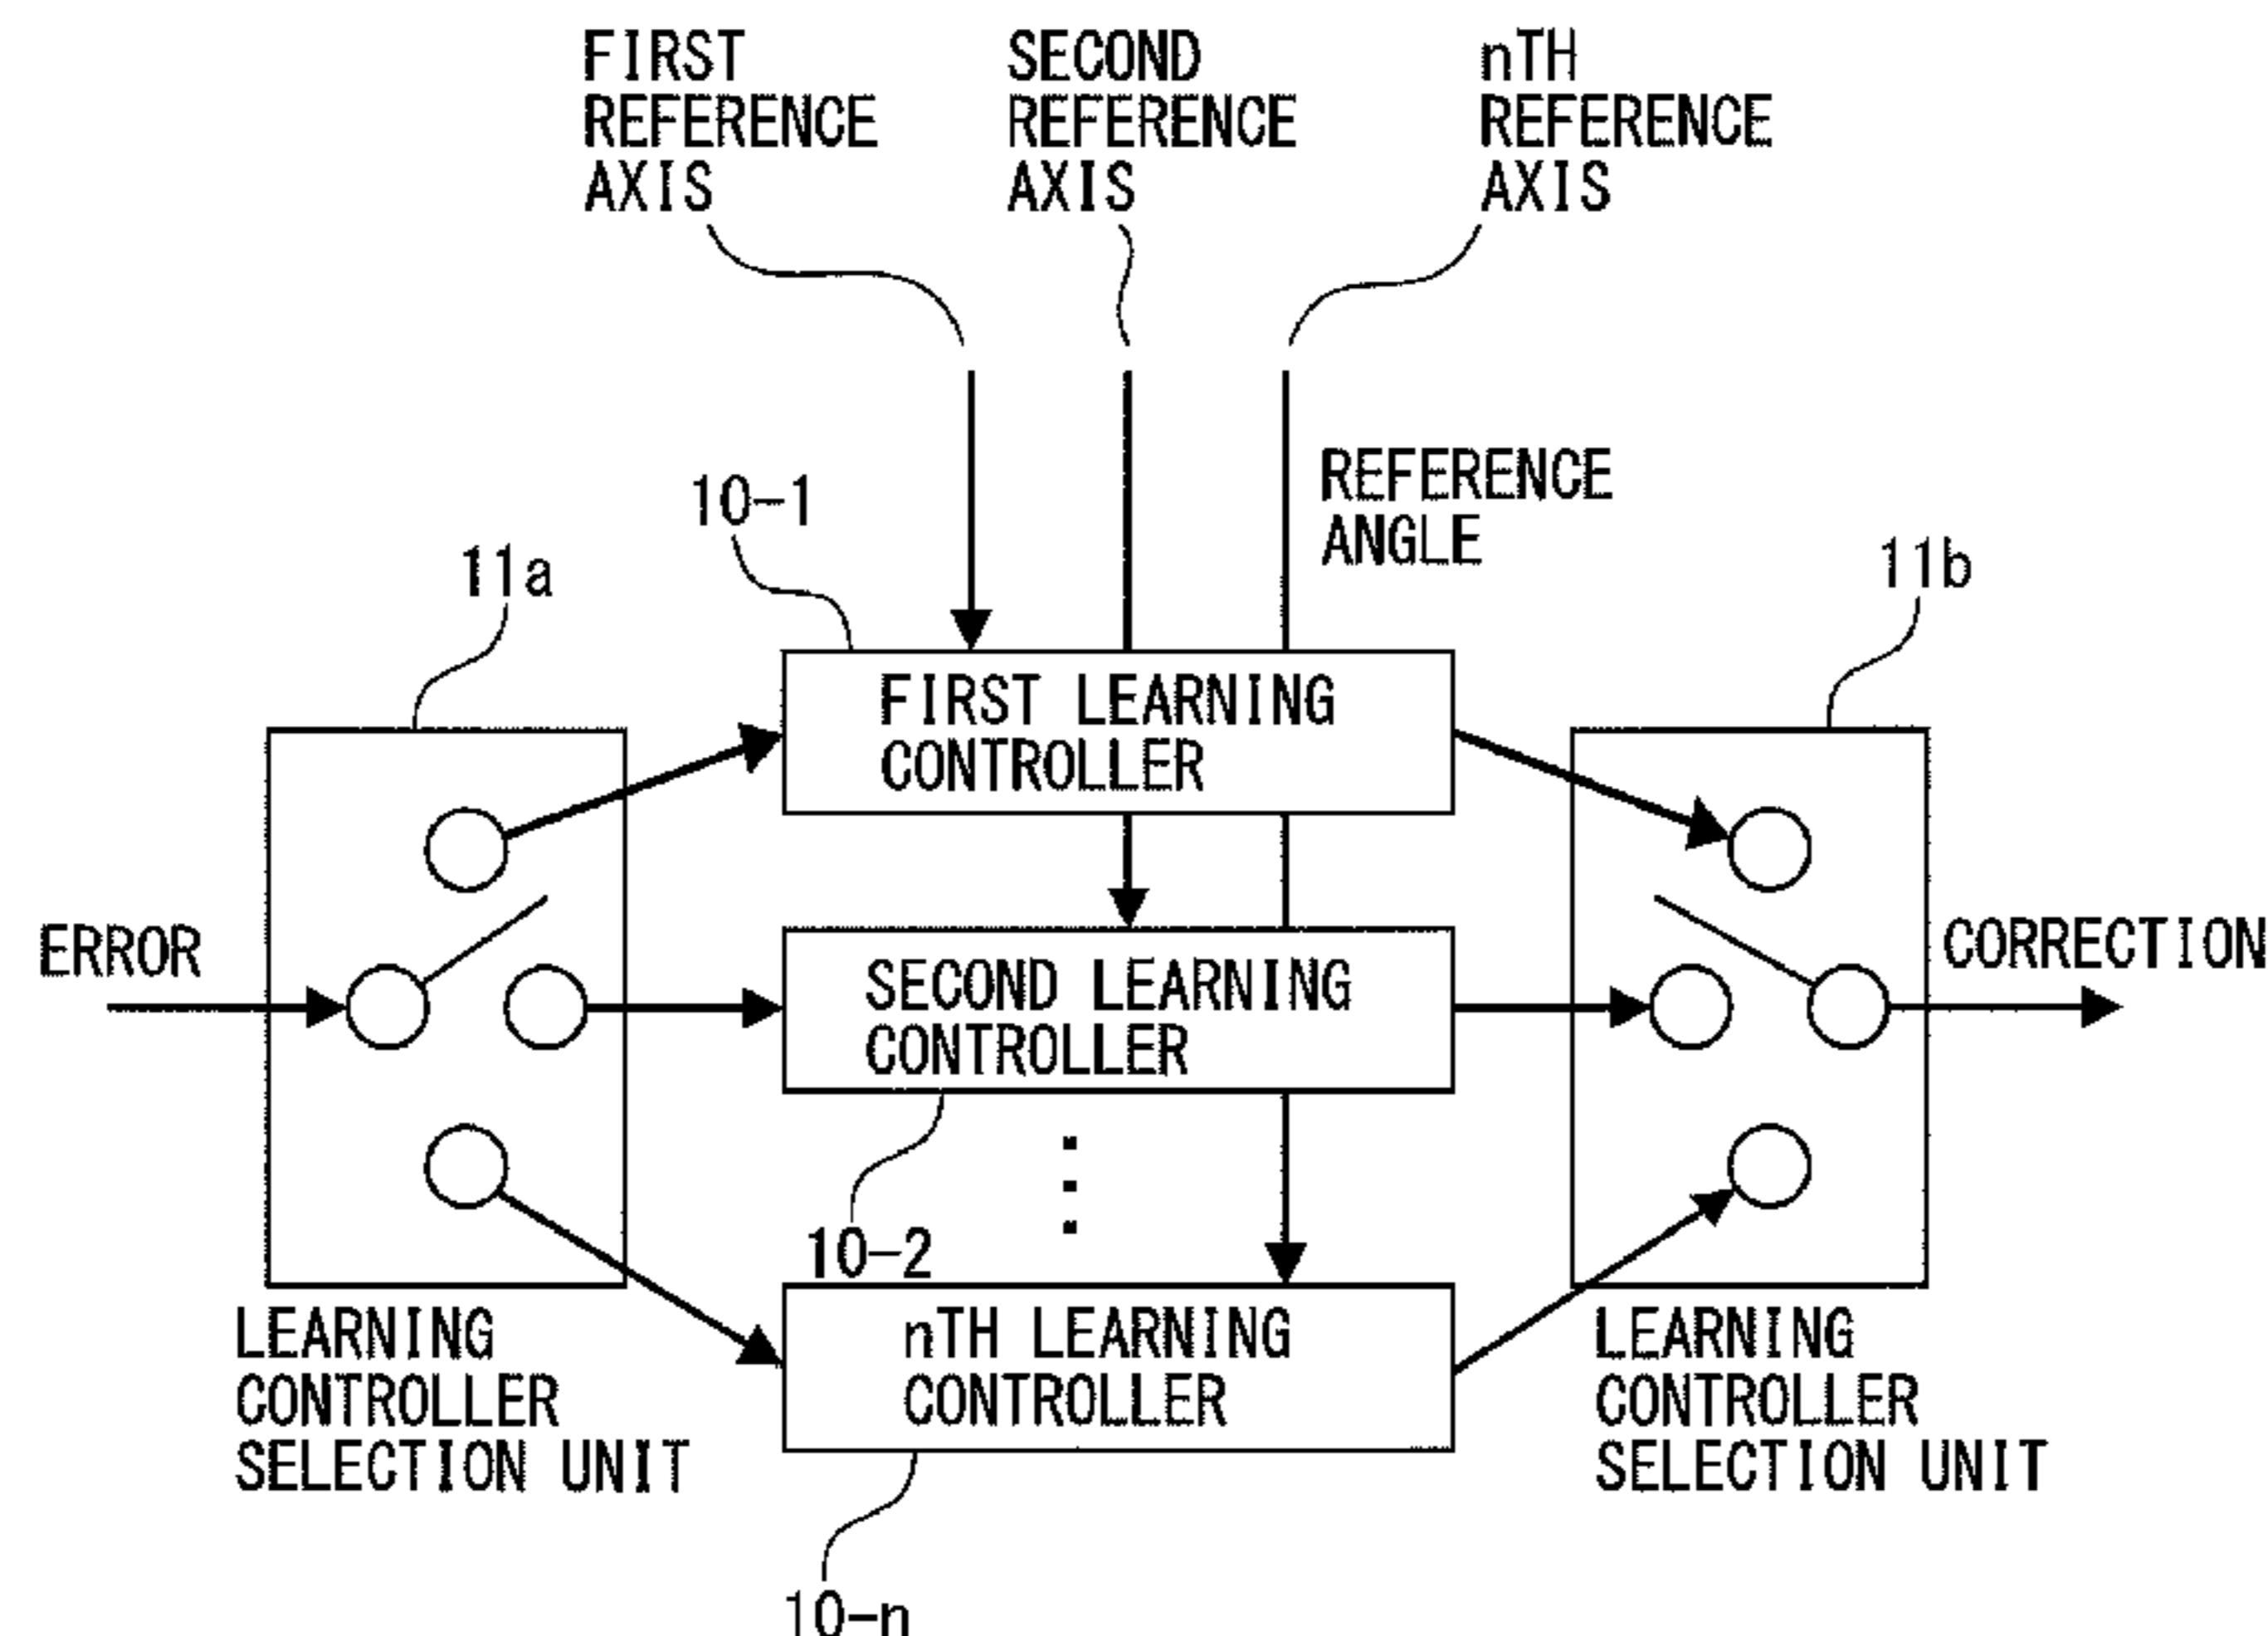 FIRST
REFERENCE
AXIS
SECOND
REFERENCE
AXIS
nTH
REFERENCE
AXIS
REFERENCE
ANGLE
10-1
11a
11b
FIRST LEARNING
CONTROLLER
ERROR
SECOND LEARNING
CONTROLLER
CORRECTION
10-2
nTH LEARNING
CONTROLLER
LEARNING
CONTROLLER
SELECTION UNIT
LEARNING
CONTROLLER
SELECTION UNIT
10-n